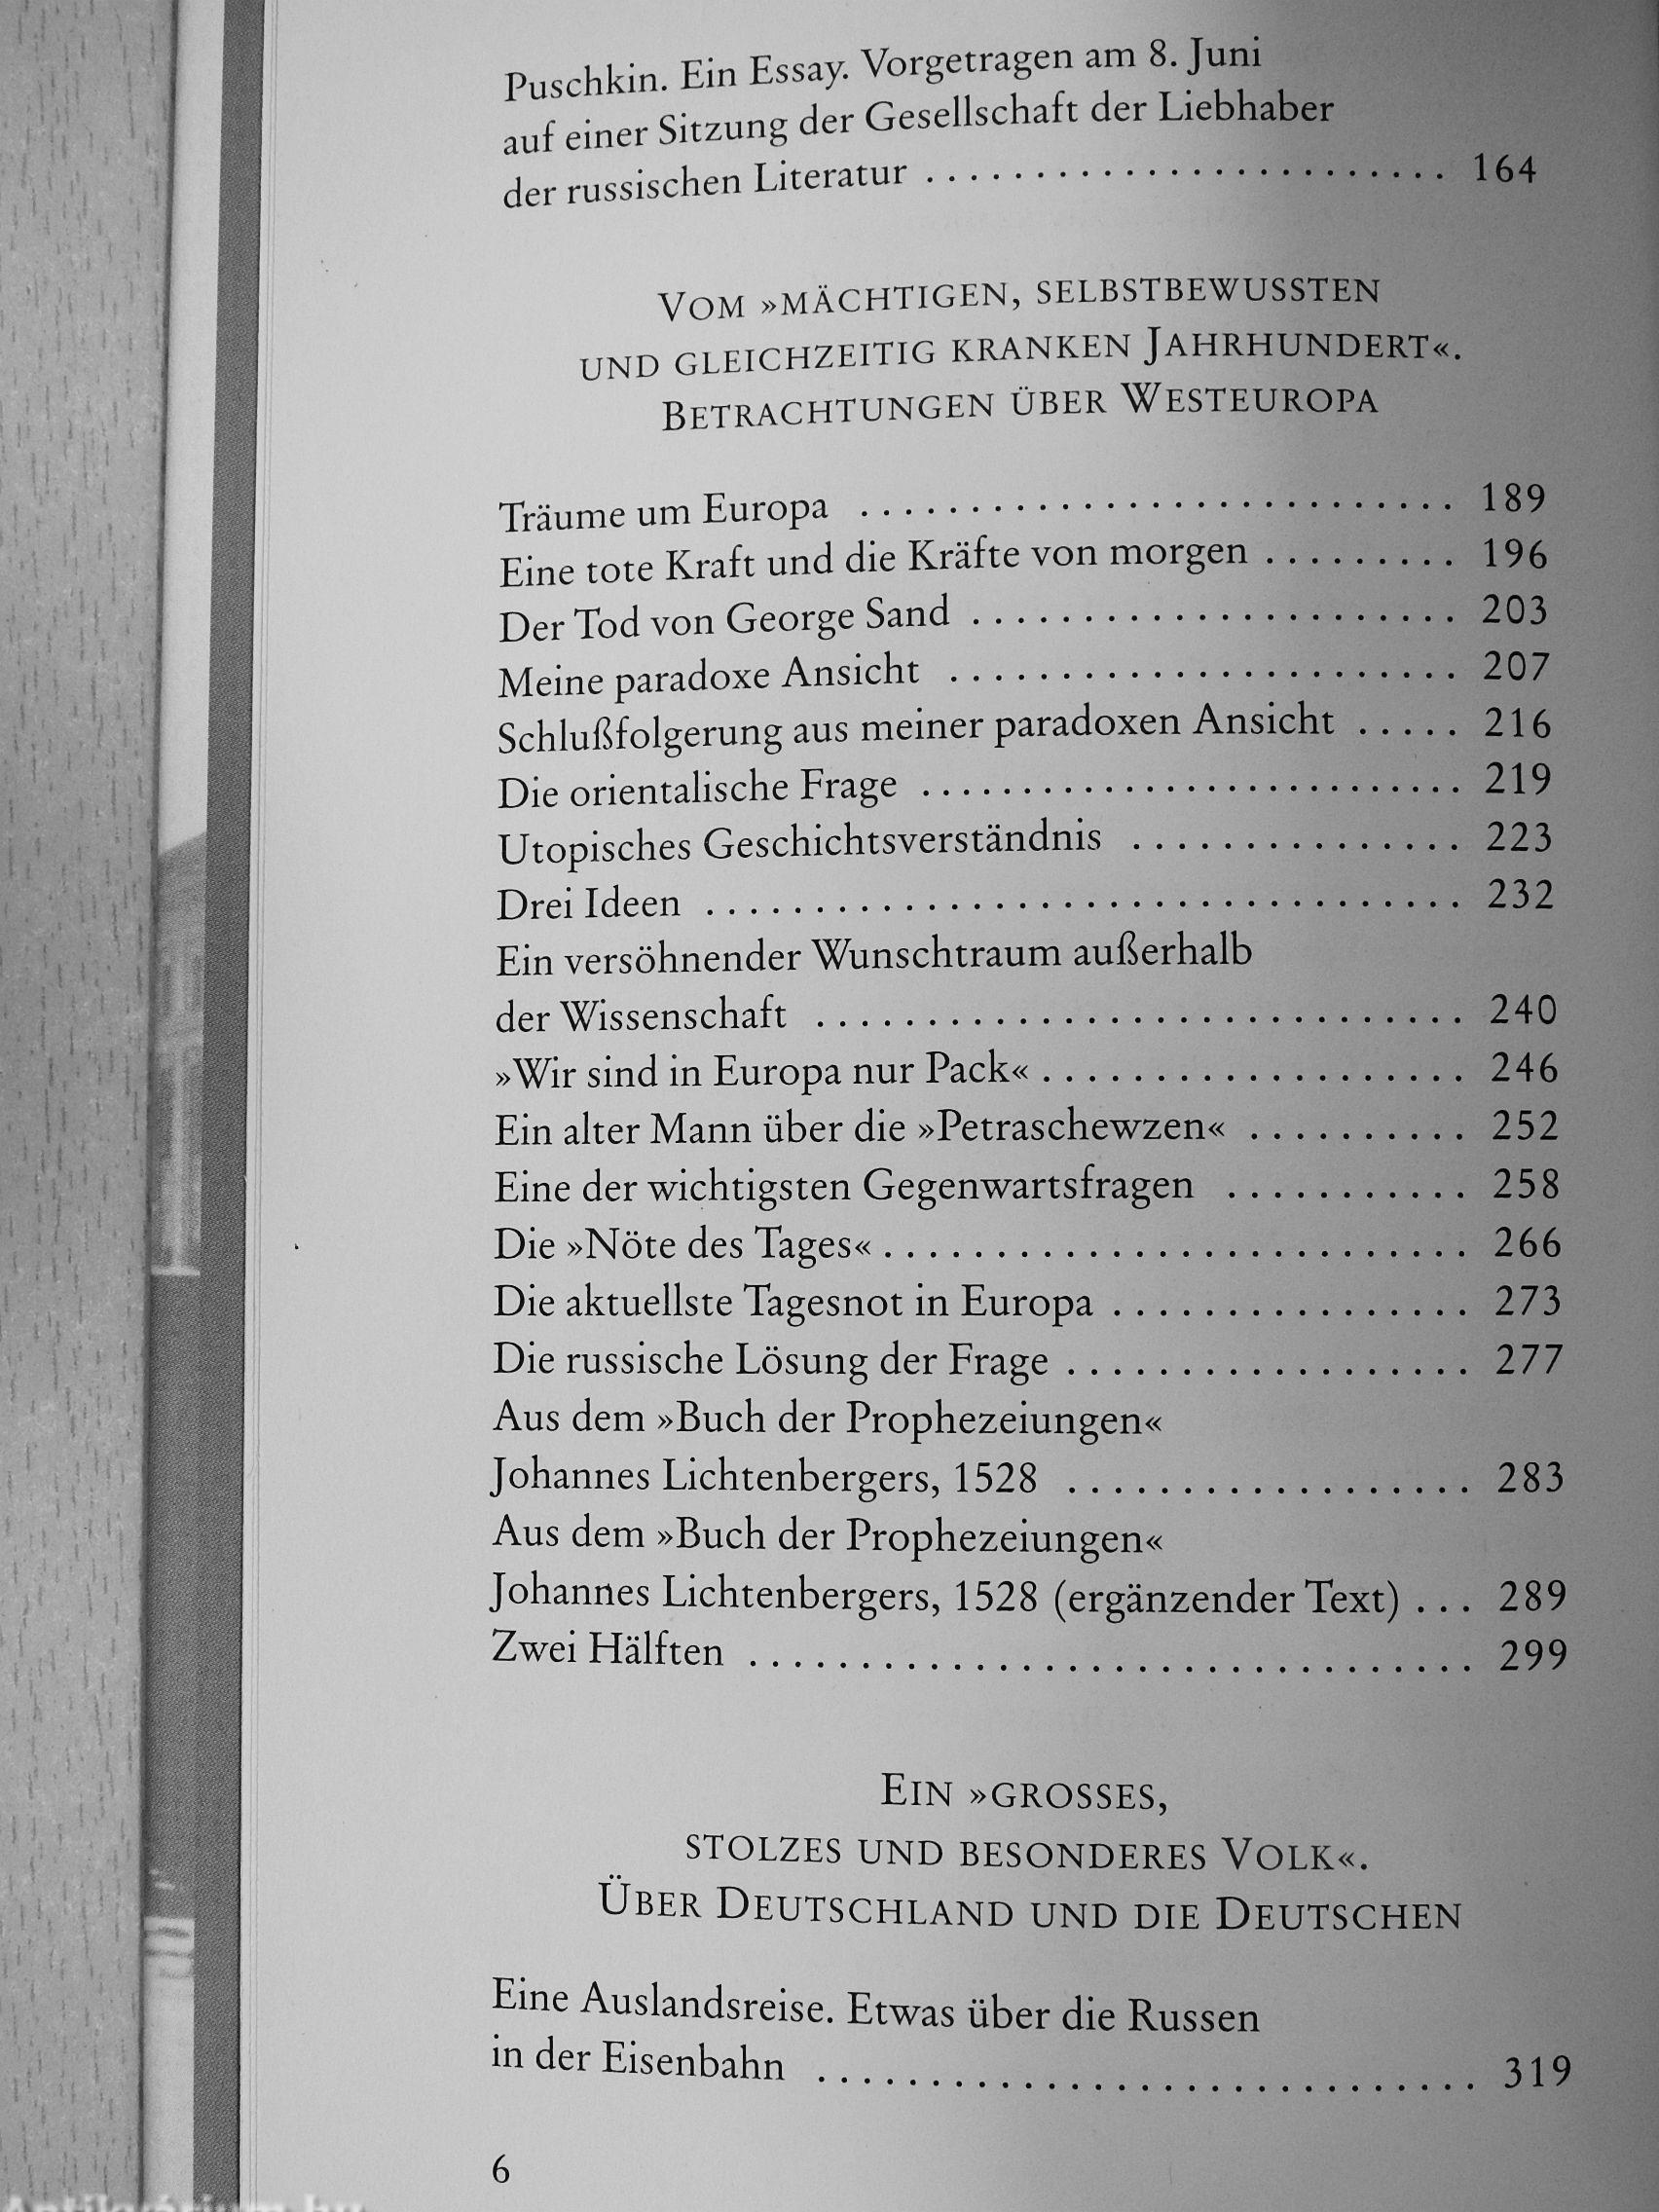 Puschkin. Ein Essay. Vorgetragen am 8. Juni
auf einer Sitzung der Gesellschaft der Liebhaber
der russischen Literatur . . . . . . . . . . . . . . . . . . . . . . . . 164
VOM »MÄCHTIGEN, SELBSTBEWUSSTEN
UND GLEICHZEITIG KRANKEN JAHRHUNDERT«.
BETRACHTUNGEN ÜBER WESTEUROPA
Träume um Europa . . . . . . . . . . . . . . . . . . . . . . . . . . . 189
Eine tote Kraft und die Kräfte von morgen . . . . . . . . . 196
Der Tod von George Sand . . . . . . . . . . . . . . . . . . . . . . 203
Meine paradoxe Ansicht . . . . . . . . . . . . . . . . . . . . . . . 207
Schlußfolgerung aus meiner paradoxen Ansicht . . . . . 216
Die orientalische Frage . . . . . . . . . . . . . . . . . . . . . . . . . 219
Utopisches Geschichtsverständnis . . . . . . . . . . . . . . . 223
Drei Ideen . . . . . . . . . . . . . . . . . . . . . . . . . . . . . . . . . . 232
Ein versöhnender Wunschtraum außerhalb
der Wissenschaft . . . . . . . . . . . . . . . . . . . . . . . . . . . . . 240
»Wir sind in Europa nur Pack« . . . . . . . . . . . . . . . . . . . 246
Ein alter Mann über die »Petraschewzen« . . . . . . . . . . 252
Eine der wichtigsten Gegenwartsfragen . . . . . . . . . . . 258
Die »Nöte des Tages« . . . . . . . . . . . . . . . . . . . . . . . . . . 266
Die aktuellste Tagesnot in Europa . . . . . . . . . . . . . . . . 273
Die russische Lösung der Frage . . . . . . . . . . . . . . . . . . 277
Aus dem »Buch der Prophezeiungen«
Johannes Lichtenbergers, 1528 . . . . . . . . . . . . . . . . . . 283
Aus dem »Buch der Prophezeiungen«
Johannes Lichtenbergers, 1528 (ergänzender Text) . . . 289
Zwei Hälften . . . . . . . . . . . . . . . . . . . . . . . . . . . . . . . . . 299
EIN »GROSSES,
STOLZES UND BESONDERES VOLK«.
ÜBER DEUTSCHLAND UND DIE DEUTSCHEN
Eine Auslandsreise. Etwas über die Russen
in der Eisenbahn . . . . . . . . . . . . . . . . . . . . . . . . . . . . . . 319
6